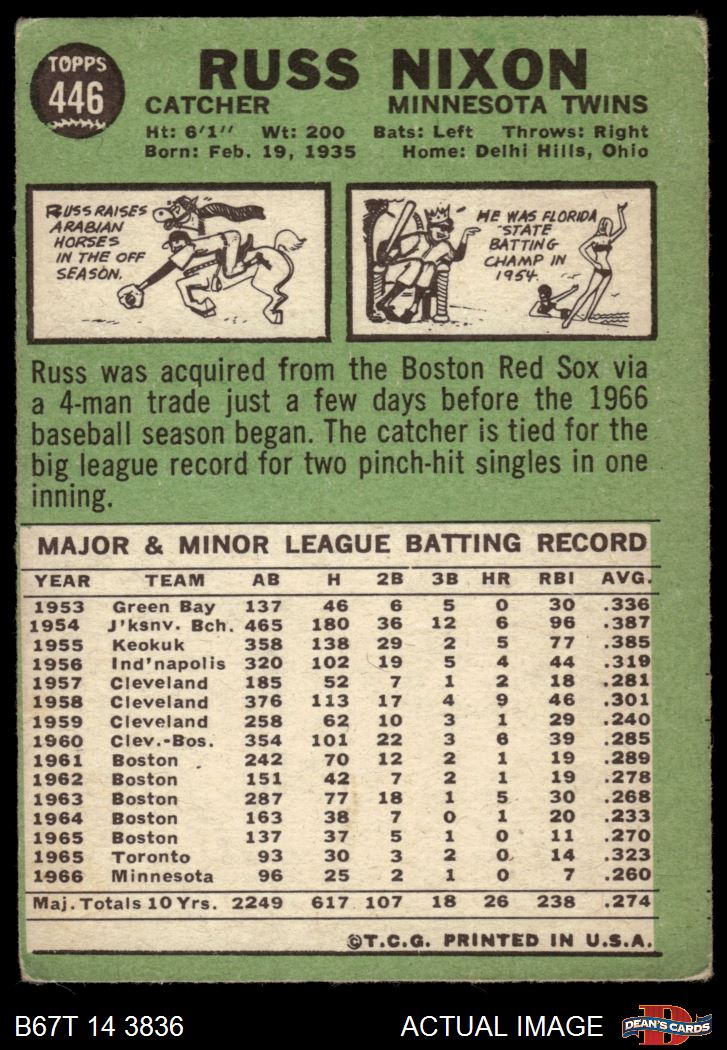 TOPPS
446
RUSS NIXON
CATCHER MINNESOTA TWINS
Ht: 6'1" Wt: 200 Bats: Left Throws: Right
Born: Feb. 19, 1935 Home: Delhi Hills, Ohio
RUSS RAISES
ARABIAN
HORSES
IN THE OFF
SEASON.
HE WAS FLORIDA
STATE
BATTING
CHAMP IN
1954.
Russ was acquired from the Boston Red Sox via
a 4-man trade just a few days before the 1966
baseball season began. The catcher is tied for the
big league record for two pinch-hit singles in one
inning.
MAJOR & MINOR LEAGUE BATTING RECORD
YEAR TEAM AB H 2B 3B HR RBI AVG.
1953 Green Bay 137 46 6 5 0 30 .336
1954 J'ksnv. Bch. 465 180 36 12 6 96 .387
1955 Keokuk 358 138 29 2 5 77 .385
1956 Ind'napolis 320 102 19 5 4 44 .319
1957 Cleveland 185 52 7 1 2 18 .281
1958 Cleveland 376 113 17 4 9 46 .301
1959 Cleveland 258 62 10 3 1 29 .240
1960 Clev.-Bos. 354 101 22 3 6 39 .285
1961 Boston 242 70 12 2 1 19 .289
1962 Boston 151 42 7 2 1 19 .278
1963 Boston 287 77 18 1 5 30 .268
1964 Boston 163 38 7 0 1 20 .233
1965 Boston 137 37 5 1 0 11 .270
1965 Toronto 93 30 3 2 0 14 .323
1966 Minnesota 96 25 2 1 0 7 .260
Maj. Totals 10 Yrs. 2249 617 107 18 26 238 .274
©T.C.G. PRINTED IN U.S.A.
B67T 14 3836 ACTUAL IMAGE
DEAN'S CARDS